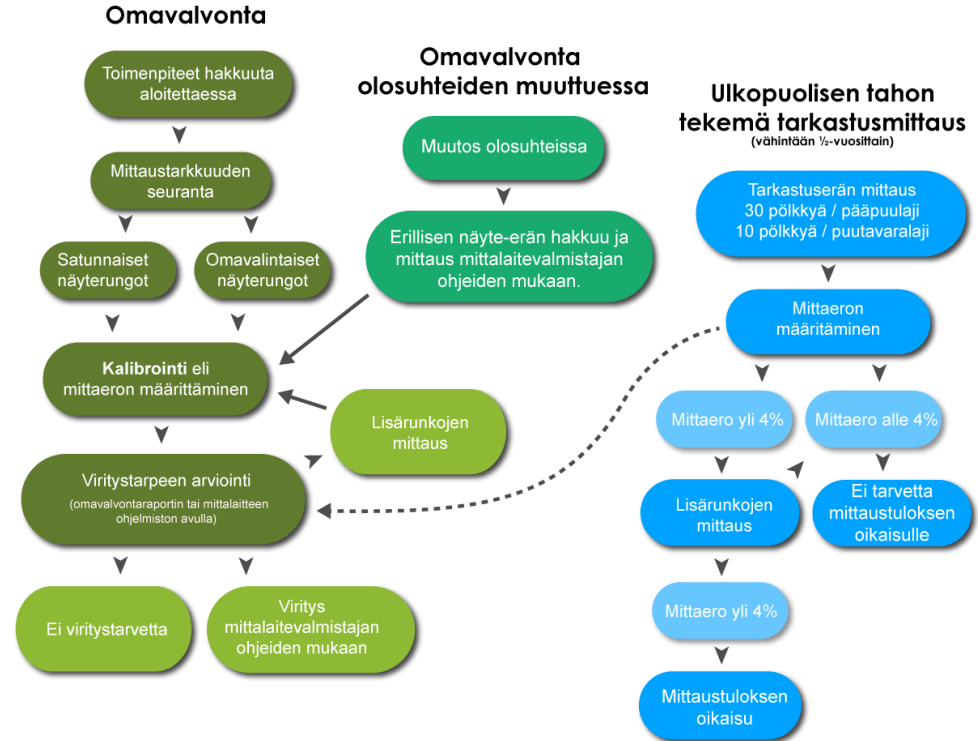 Omavalvonta
Toimenpiteet hakkuuta
aloitettaessa
Mittaustarkkuuden
seuranta
Satunnaiset
näyterungot
Omavalintaiset
näyterungot
Kalibrointi eli
mittaeron määrittäminen
Lisärunkojen
mittaus
Viritystarpeen arviointi
(omavalvontaraportin tai mittalaitteen
ohjelmiston avulla)
Ei viritystarvetta
Viritys
mittalaitevalmistajan
ohjeiden mukaan
Omavalvonta
olosuhteiden muuttuessa
Muutos olosuhteissa
Erillisen näyte-erän hakkuu ja
mittaus mittalaitevalmistajan
ohjeiden mukaan.
Ulkopuolisen tahon
tekemä tarkastusmittaus
(vähintään ½-vuosittain)
Tarkastuserän mittaus
30 pölkkyä / pääpuulaji
10 pölkkyä / puutavaralaji
Mittaeron
määritäminen
Mittaero yli 4%
Mittaero alle 4%
Lisärunkojen
mittaus
Ei tarvetta
mittaustuloksen
oikaisulle
Mittaero yli 4%
Mittaustuloksen
oikaisu